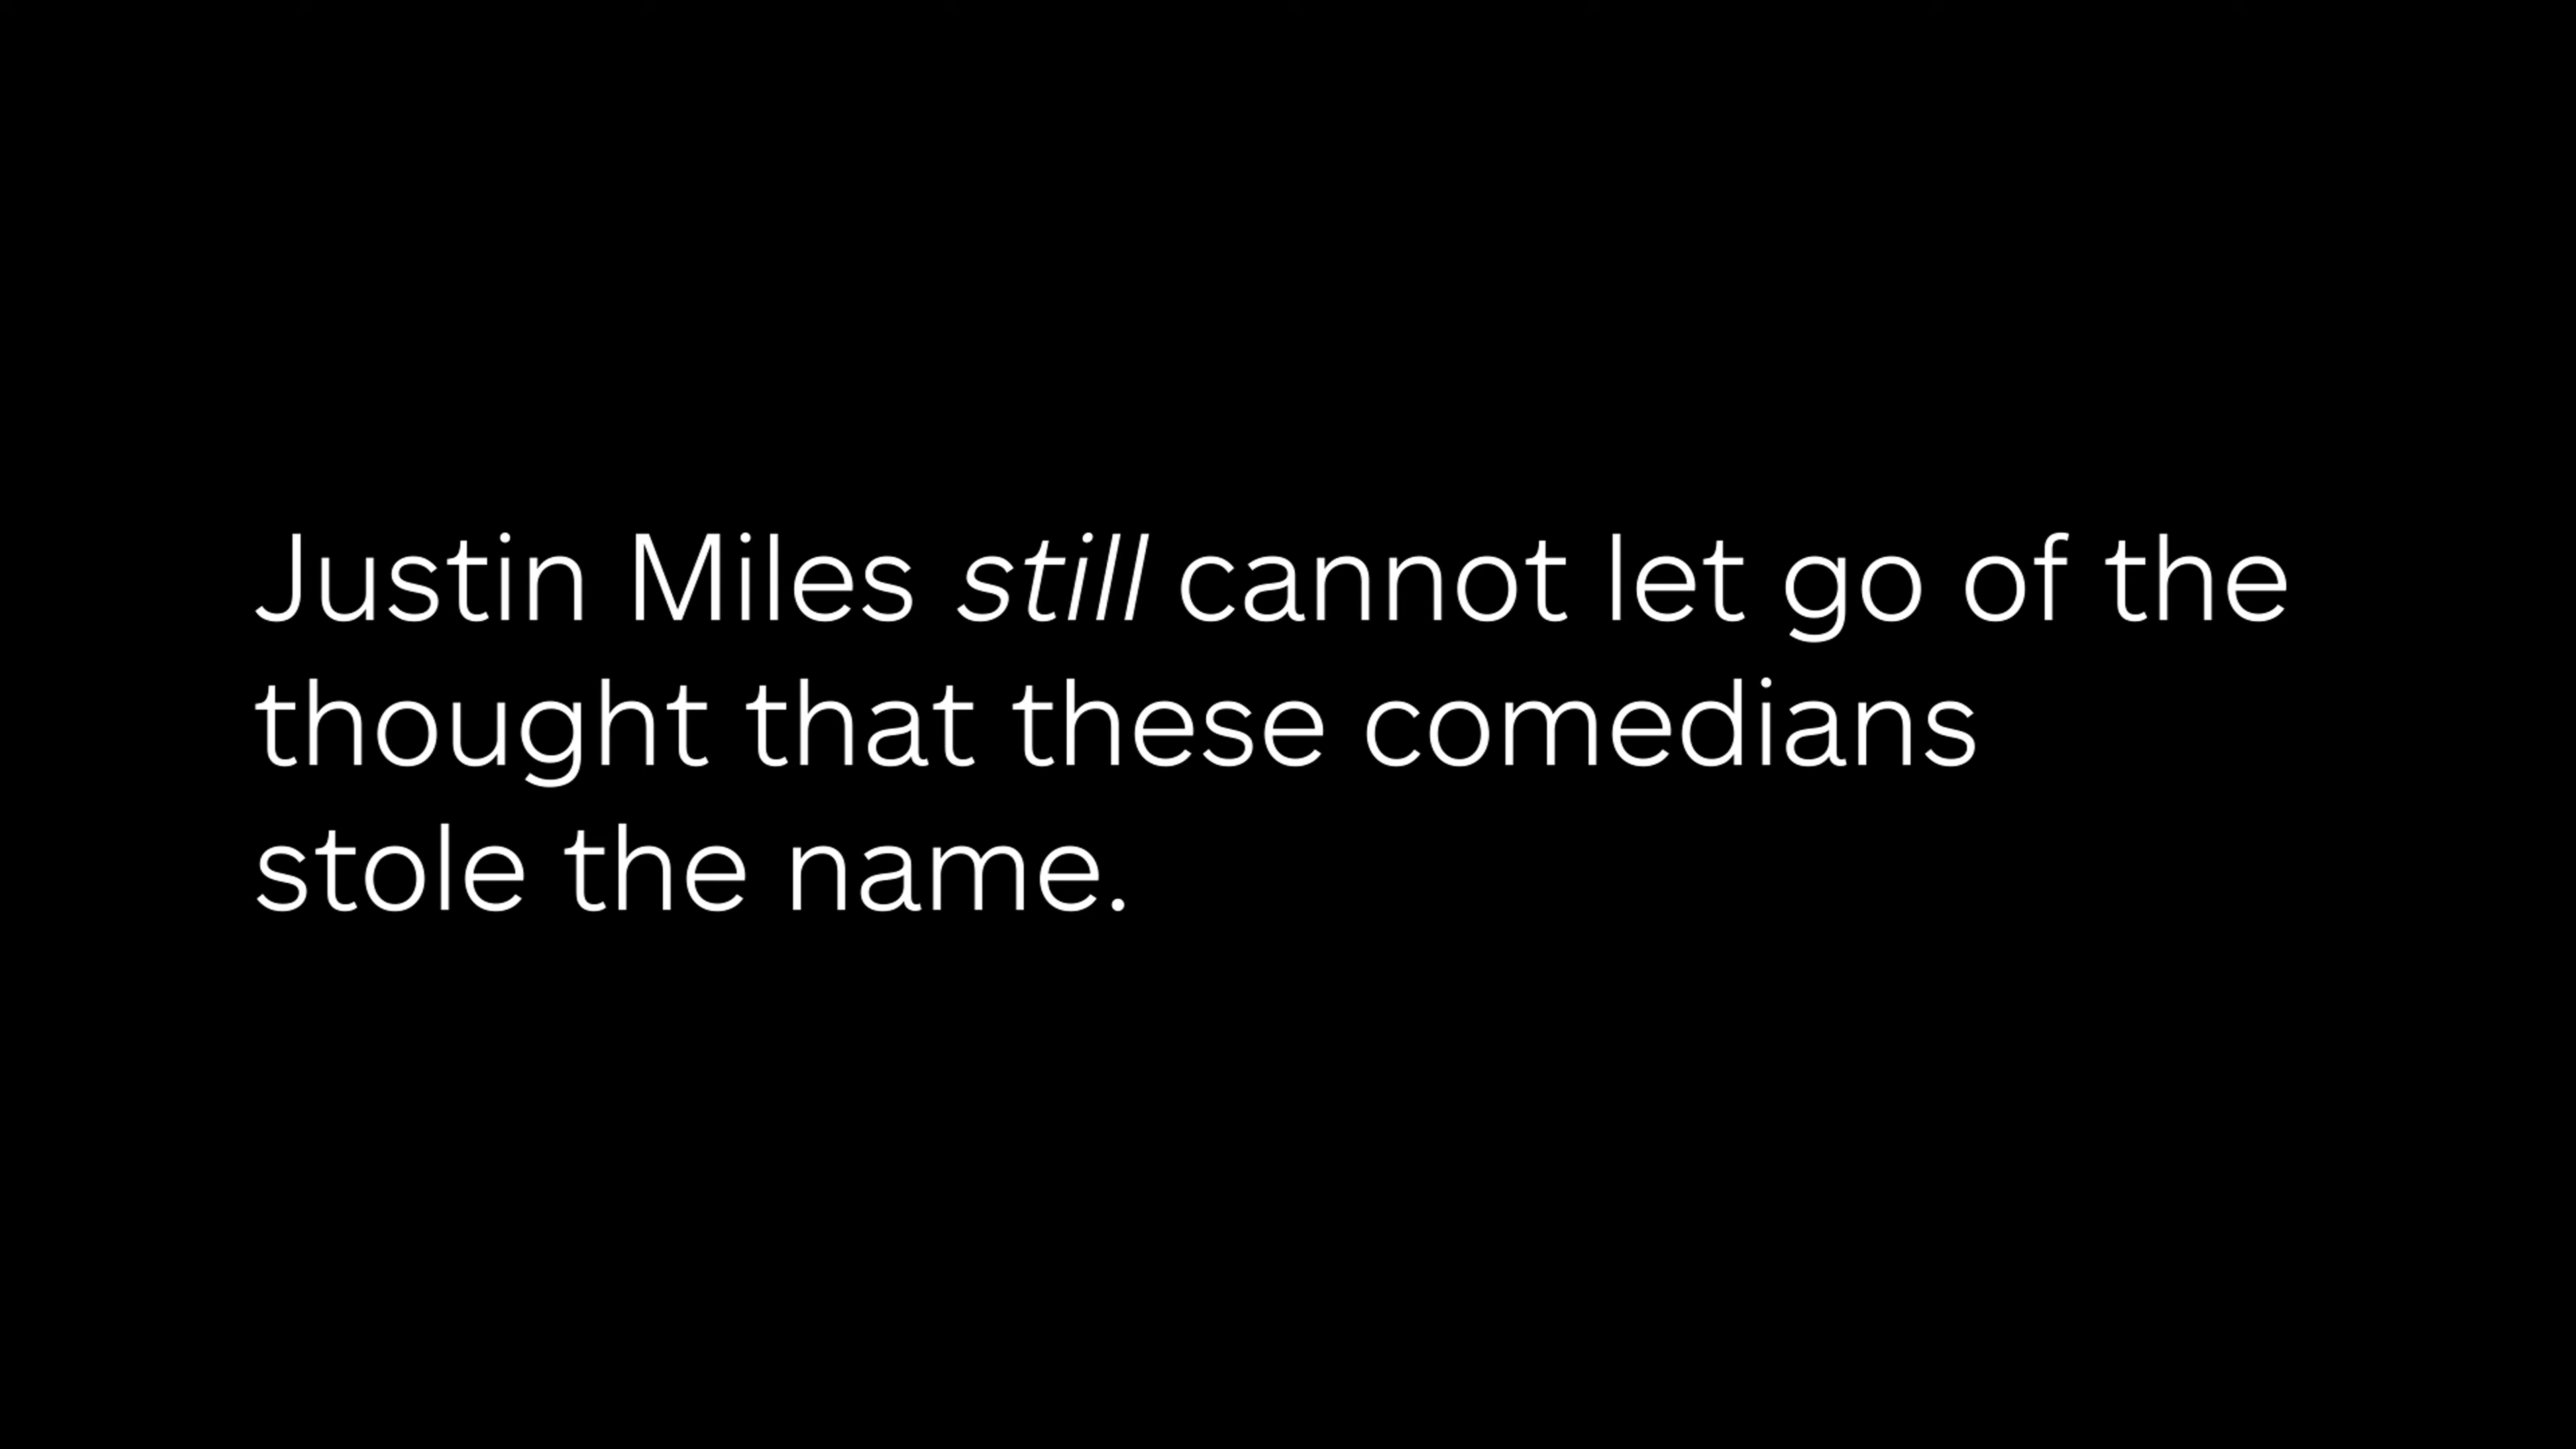 Justin Miles still cannot let go of the
thought that these comedians
stole the name.